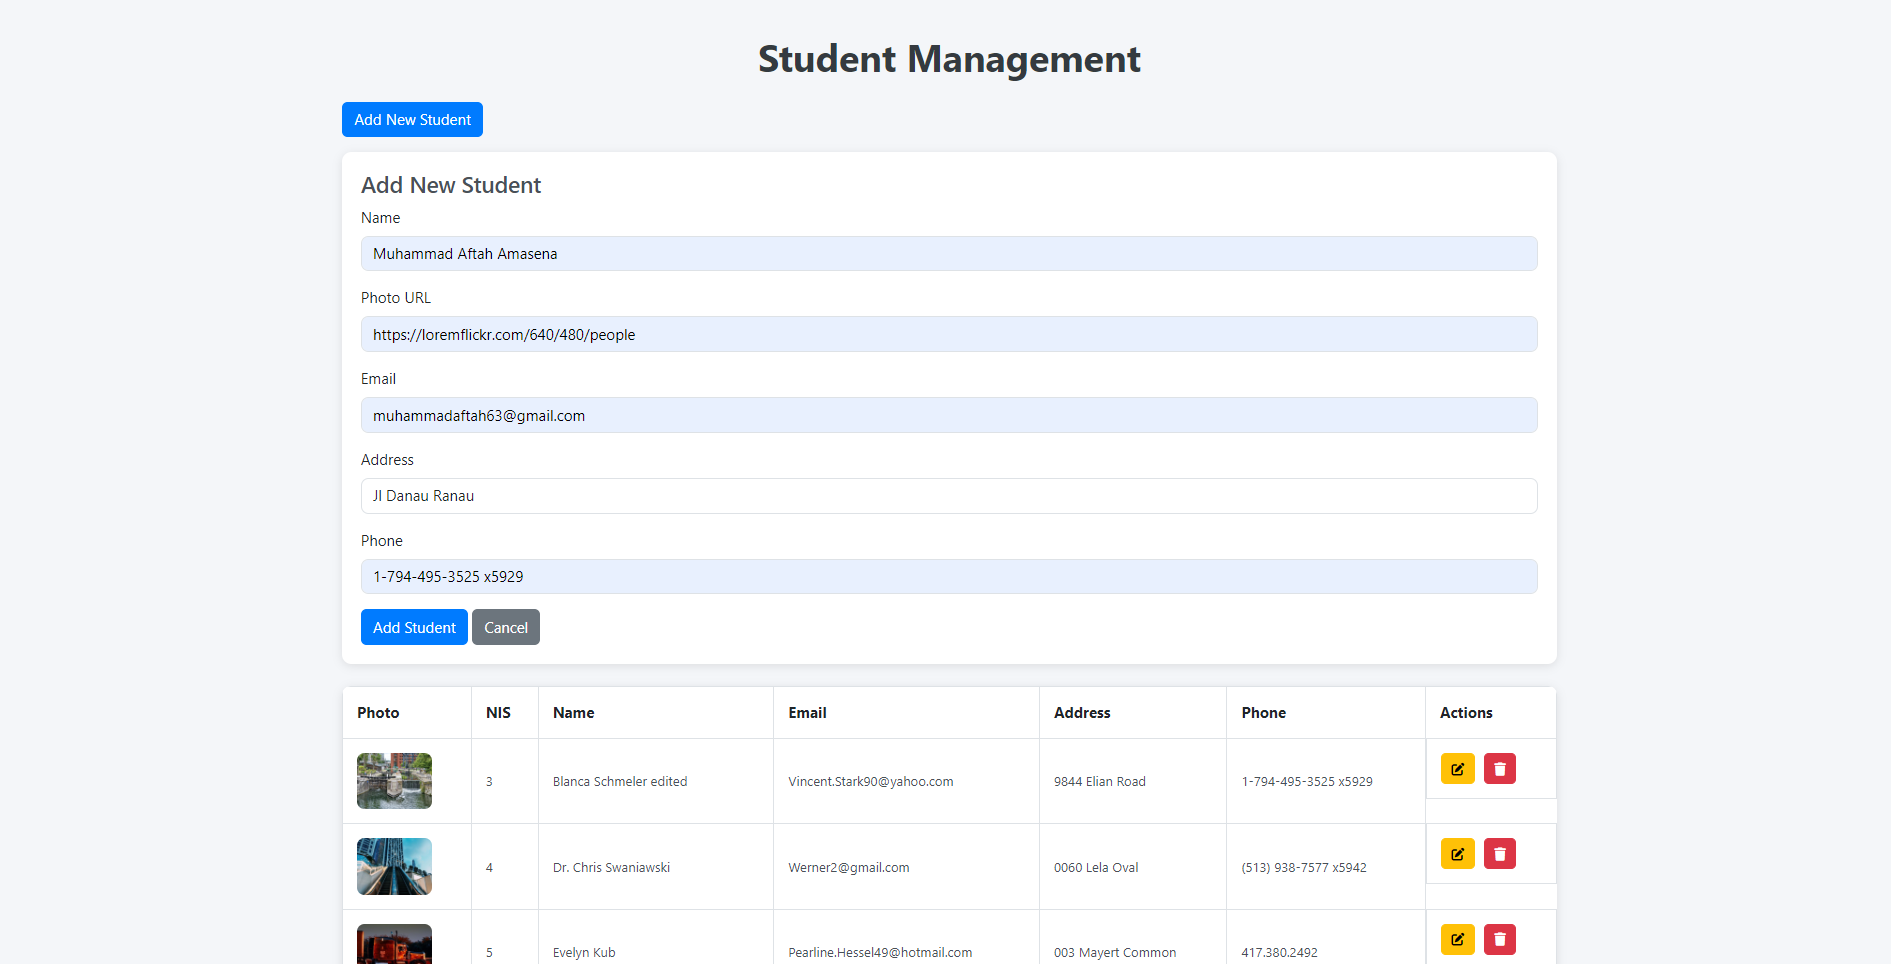 Student Management
Add New Student
Add New Student
Name
Muhammad Aftah Amasena
Photo URL
https://loremflickr.com/640/480/people
Email
muhammadaftah63@gmail.com
Address
Jl Danau Ranau
Phone
1-794-495-3525 x5929
Add Student Cancel
Photo NIS Name Email Address Phone Actions
3 Blanca Schmeler edited Vincent.Stark90@yahoo.com 9844 Elian Road 1-794-495-3525 x5929
4 Dr. Chris Swaniawski Werner2@gmail.com 0060 Lela Oval (513) 938-7577 x5942
5 Evelyn Kub Pearline.Hessel49@hotmail.com 003 Mayert Common 417.380.2492